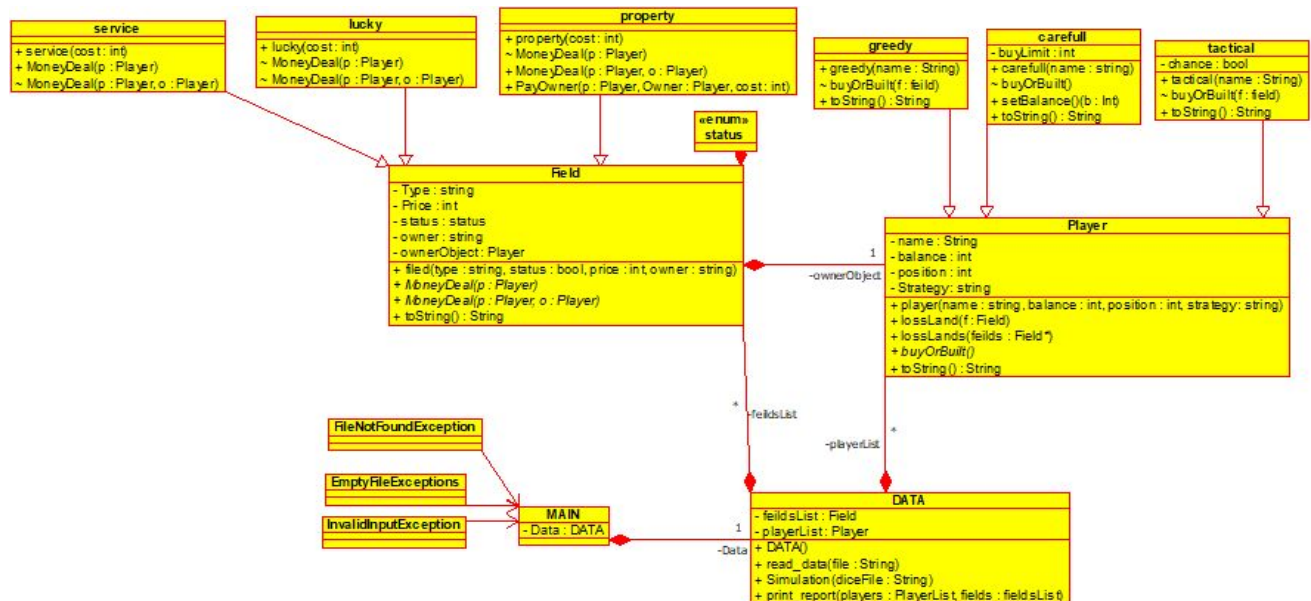 service
+ service(cost : int)
+ MoneyDeal(p : Player)
~ MoneyDeal(p : Player, o : Player)
lucky
+ lucky(cost : int)
~ MoneyDeal(p : Player)
~ MoneyDeal(p : Player, o : Player)
property
+ property(cost : int)
~ MoneyDeal(p : Player)
+ MoneyDeal(p : Player, o : Player)
+ PayOwner(p : Player, Owner : Player, cost : int)
greedy
+ greedy(name : String)
~ buyOrBuilt(f : feild)
+ toString() : String
carefull
- buyLimit : int
+ carefull(name : string)
~ buyOrBuilt()
+ setBalance()(b : Int)
+ toString() : String
tactical
- chance : bool
+ tactical(name : String)
~ buyOrBuilt(f : field)
+ toString() : String
«enum»
status
Field
- Type : string
- Price : int
- status : status
- owner : string
- ownerObject : Player
+ filed(type : string, status : bool, price : int, owner : string)
+ MoneyDeal(p : Player)
+ MoneyDeal(p : Player, o : Player)
+ toString() : String
1
-ownerObject
Player
- name : String
- balance : int
- position : int
- Strategy : string
+ player(name : string, balance : int, position : int, strategy : string)
+ lossLand(f : Field)
+ lossLands(feilds : Field*)
+ buyOrBuilt()
+ toString() : String
*
-feildsList
*
-playerList
FileNotFoundException
EmptyFileExceptions
InvalidInputException
MAIN
- Data : DATA
1
-Data
DATA
- feildsList : Field
- playerList : Player
+ DATA()
+ read_data(file : String)
+ Simulation(diceFile : String)
+ print_report(players : PlayerList, fields : fieldsList)